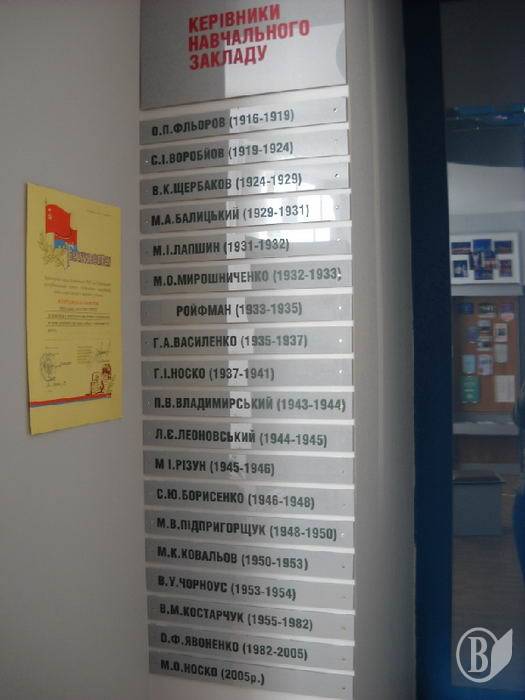 КЕРІВНИКИ
НАВЧАЛЬНОГО
ЗАКЛАДУ
О.П.ФЛЬОРОВ (1916-1919)
С.І.ВОРОБЙОВ (1919-1924)
В.К.ЩЕРБАКОВ (1924-1929)
М.А.БАЛИЦЬКИЙ (1929-1931)
М.І.ЛАПШИН (1931-1932)
М.О.МИРОШНИЧЕНКО (1932-1933)
РОЙФМАН (1933-1935)
Г.А.ВАСИЛЕНКО (1935-1937)
Г.І.НОСКО (1937-1941)
П.В.ВЛАДИМИРСЬКИЙ (1943-1944)
Л.Є.ЛЕОНОВСЬКИЙ (1944-1945)
М І.РІЗУН (1945-1946)
С.Ю.БОРИСЕНКО (1946-1948)
М.В.ПІДПРИГОРЩУК (1948-1950)
М.К.КОВАЛЬОВ (1950-1953)
В.У.ЧОРНОУС (1953-1954)
В.М.КОСТАРЧУК (1955-1982)
О.Ф.ЯВОНЕНКО (1982-2005)
М.О.НОСКО (2005р.)
В